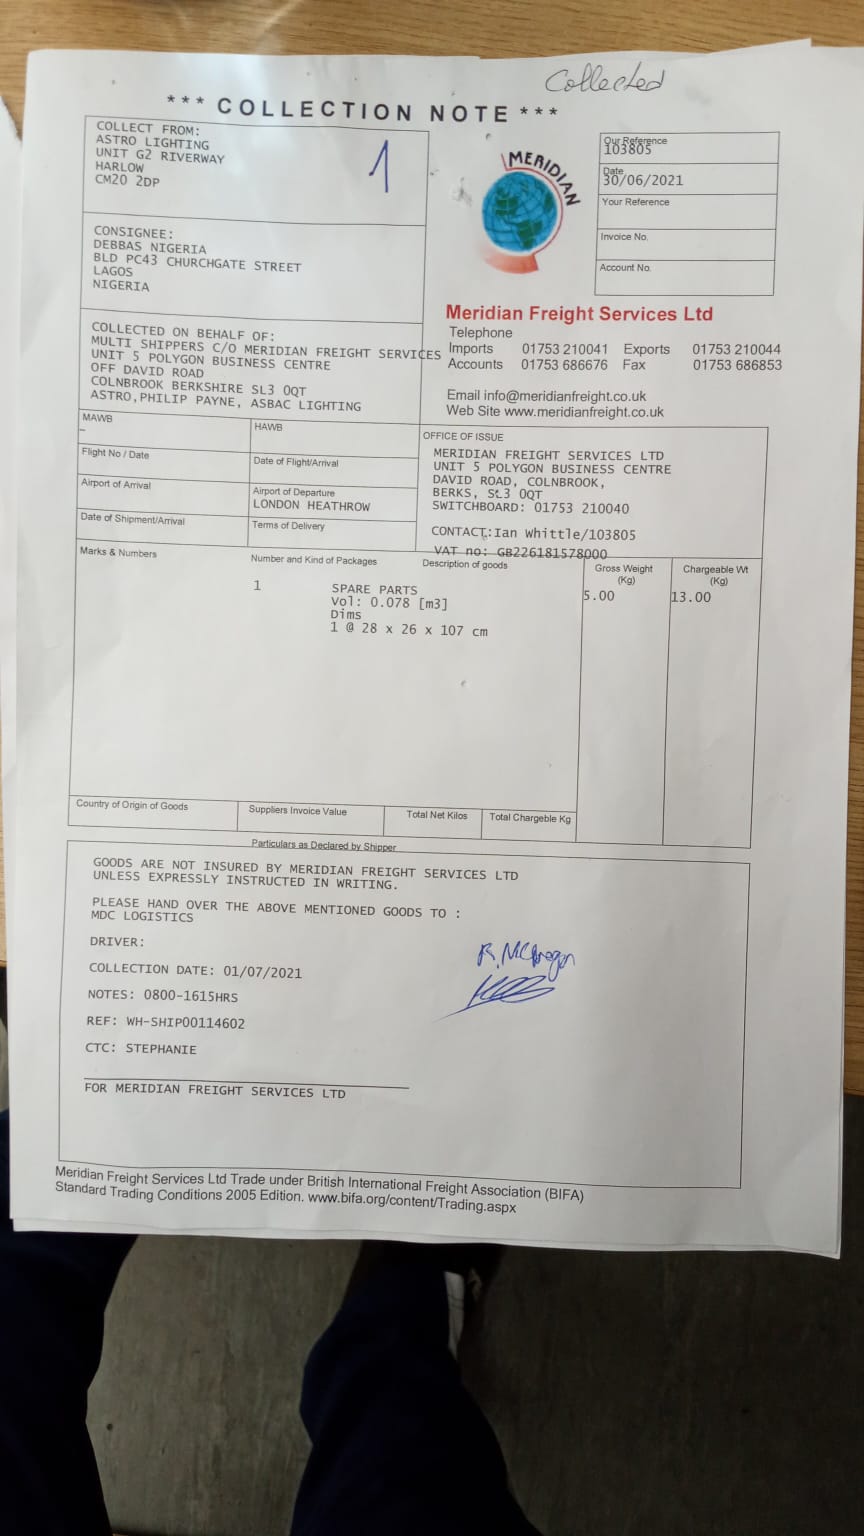 Collected
*** COLLECTION NOTE ***
COLLECT FROM:
ASTRO LIGHTING
UNIT G2 RIVERWAY
HARLOW
CM20 2DP
1
MERIDIAN
Our Reference
103805
Date
30/06/2021
Your Reference
Invoice No.
Account No.
CONSIGNEE:
DEBBAS NIGERIA
BLD PC43 CHURCHGATE STREET
LAGOS
NIGERIA
Meridian Freight Services Ltd
Telephone
Imports 01753 210041 Exports 01753 210044
Accounts 01753 686676 Fax 01753 686853
Email info@meridianfreight.co.uk
Web Site www.meridianfreight.co.uk
COLLECTED ON BEHALF OF:
MULTI SHIPPERS C/O MERIDIAN FREIGHT SERVICES
UNIT 5 POLYGON BUSINESS CENTRE
OFF DAVID ROAD
COLNBROOK BERKSHIRE SL3 0QT
ASTRO,PHILIP PAYNE, ASBAC LIGHTING
MAWB
–
HAWB
Flight No / Date
Date of Flight/Arrival
Airport of Arrival
Airport of Departure
LONDON HEATHROW
Date of Shipment/Arrival
Terms of Delivery
OFFICE OF ISSUE
MERIDIAN FREIGHT SERVICES LTD
UNIT 5 POLYGON BUSINESS CENTRE
DAVID ROAD, COLNBROOK,
BERKS, SL3 0QT
SWITCHBOARD: 01753 210040
CONTACT:Ian Whittle/103805
VAT no: GB226181578000
Marks & Numbers
Number and Kind of Packages
Description of goods
Gross Weight
(Kg)
Chargeable Wt
(Kg)
1
SPARE PARTS
Vol: 0.078 [m3]
Dims
1 @ 28 x 26 x 107 cm
5.00
13.00
Country of Origin of Goods
Suppliers Invoice Value
Total Net Kilos
Total Chargeble Kg
Particulars as Declared by Shipper
GOODS ARE NOT INSURED BY MERIDIAN FREIGHT SERVICES LTD
UNLESS EXPRESSLY INSTRUCTED IN WRITING.
PLEASE HAND OVER THE ABOVE MENTIONED GOODS TO :
MDC LOGISTICS
DRIVER:
R. McGregor
COLLECTION DATE: 01/07/2021
NOTES: 0800-1615HRS
REF: WH-SHIP00114602
CTC: STEPHANIE
FOR MERIDIAN FREIGHT SERVICES LTD
Meridian Freight Services Ltd Trade under British International Freight Association (BIFA)
Standard Trading Conditions 2005 Edition. www.bifa.org/content/Trading.aspx